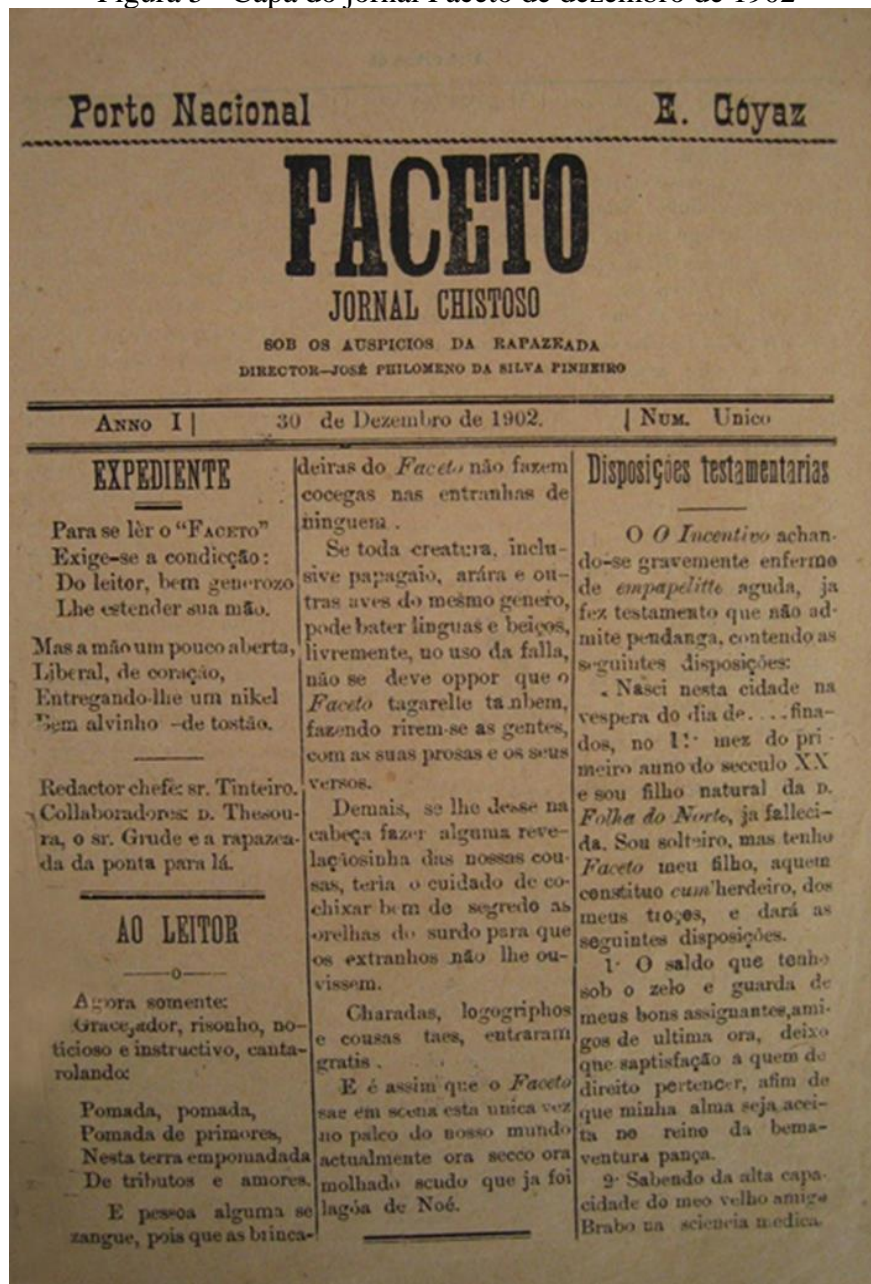 Figura 3 - Capa do jornal Faceto de dezembro de 1902
Porto Nacional E. Goyaz
FACETO
JORNAL CHISTOSO
SOB OS AUSPICIOS DA RAPAZEADA
DIRECTOR—JOSÉ PHILOMENO DA SILVA PINHEIRO
ANNO I | 30 de Dezembro de 1902. | NUM. Unico
EXPEDIENTE
Para se lèr o “FACETO”
Exige-se a condicção:
Do leitor, bem generozo
Lhe estender sua mão.
Mas a mão um pouco aberta,
Liberal, de coração,
Entregando-lhe um nikel
Bem alvinho —de tostão.
Redactor chefe: sr. Tinteiro.
Collaboradores: D. Thesou-
ra, o sr. Grude e a rapazea-
da da ponta para lá.
AO LEITOR
Agora somente:
Gracejador, risonho, no-
ticioso e instructivo, canta-
rolando:
Pomada, pomada,
Pomada de primores,
Nesta terra empomadada
De tributos e amores.
E pessoa alguma se
zangue, pois que as brinca-
deiras do Faceto não fazem
cocegas nas entranhas de
ninguem.
Se toda creatura, inclu-
sive papagaio, arára e ou-
tras aves do mesmo genero,
pode bater linguas e beiços,
livremente, no uso da falla,
não se deve oppor que o
Faceto tagarelle tambem,
fazendo rirem-se as gentes,
com as suas prosas e os seus
versos.
Demais, se lhe desse na
cabeça fazer alguma reve-
laçãosinha das nossas cou-
sas, teria o cuidado de co-
chixar bem de segredo as
orelhas do surdo para que
os extranhos não lhe ou-
vissem.
Charadas, logogriphos
e cousas taes, entraram
gratis.
E é assim que o Faceto
sae em scena esta unica vez
no palco do nosso mundo
actualmente ora secco ora
molhado scudo que ja foi
lagôa de Noé.
Disposições testamentarias
O O Incentivo achan-
do-se gravemente enfermo
de empapelitte aguda, ja
fez testamento que não ad-
mite pendanga, contendo as
seguintes disposições:
Nasci nesta cidade na
vespera do dia de.... fina-
dos, no 1.º mez do pri-
meiro anno do secculo XX
e sou filho natural da D.
Folha do Norte, ja falleci-
da. Sou solteiro, mas tenho
Faceto meu filho, aquem
constituo cum herdeiro, dos
meus troços, e dará as
seguintes disposições.
1· O saldo que tenho
sob o zelo e guarda de
meus bons assignantes, ami-
gos de ultima ora, deixo
que saptisfação a quem de
direito pertencer, afim de
que minha alma seja acei-
ta no reino da bema-
ventura pança.
2· Sabendo da alta capa-
cidade do meo velho amigo
Brabo na sciencia medica.